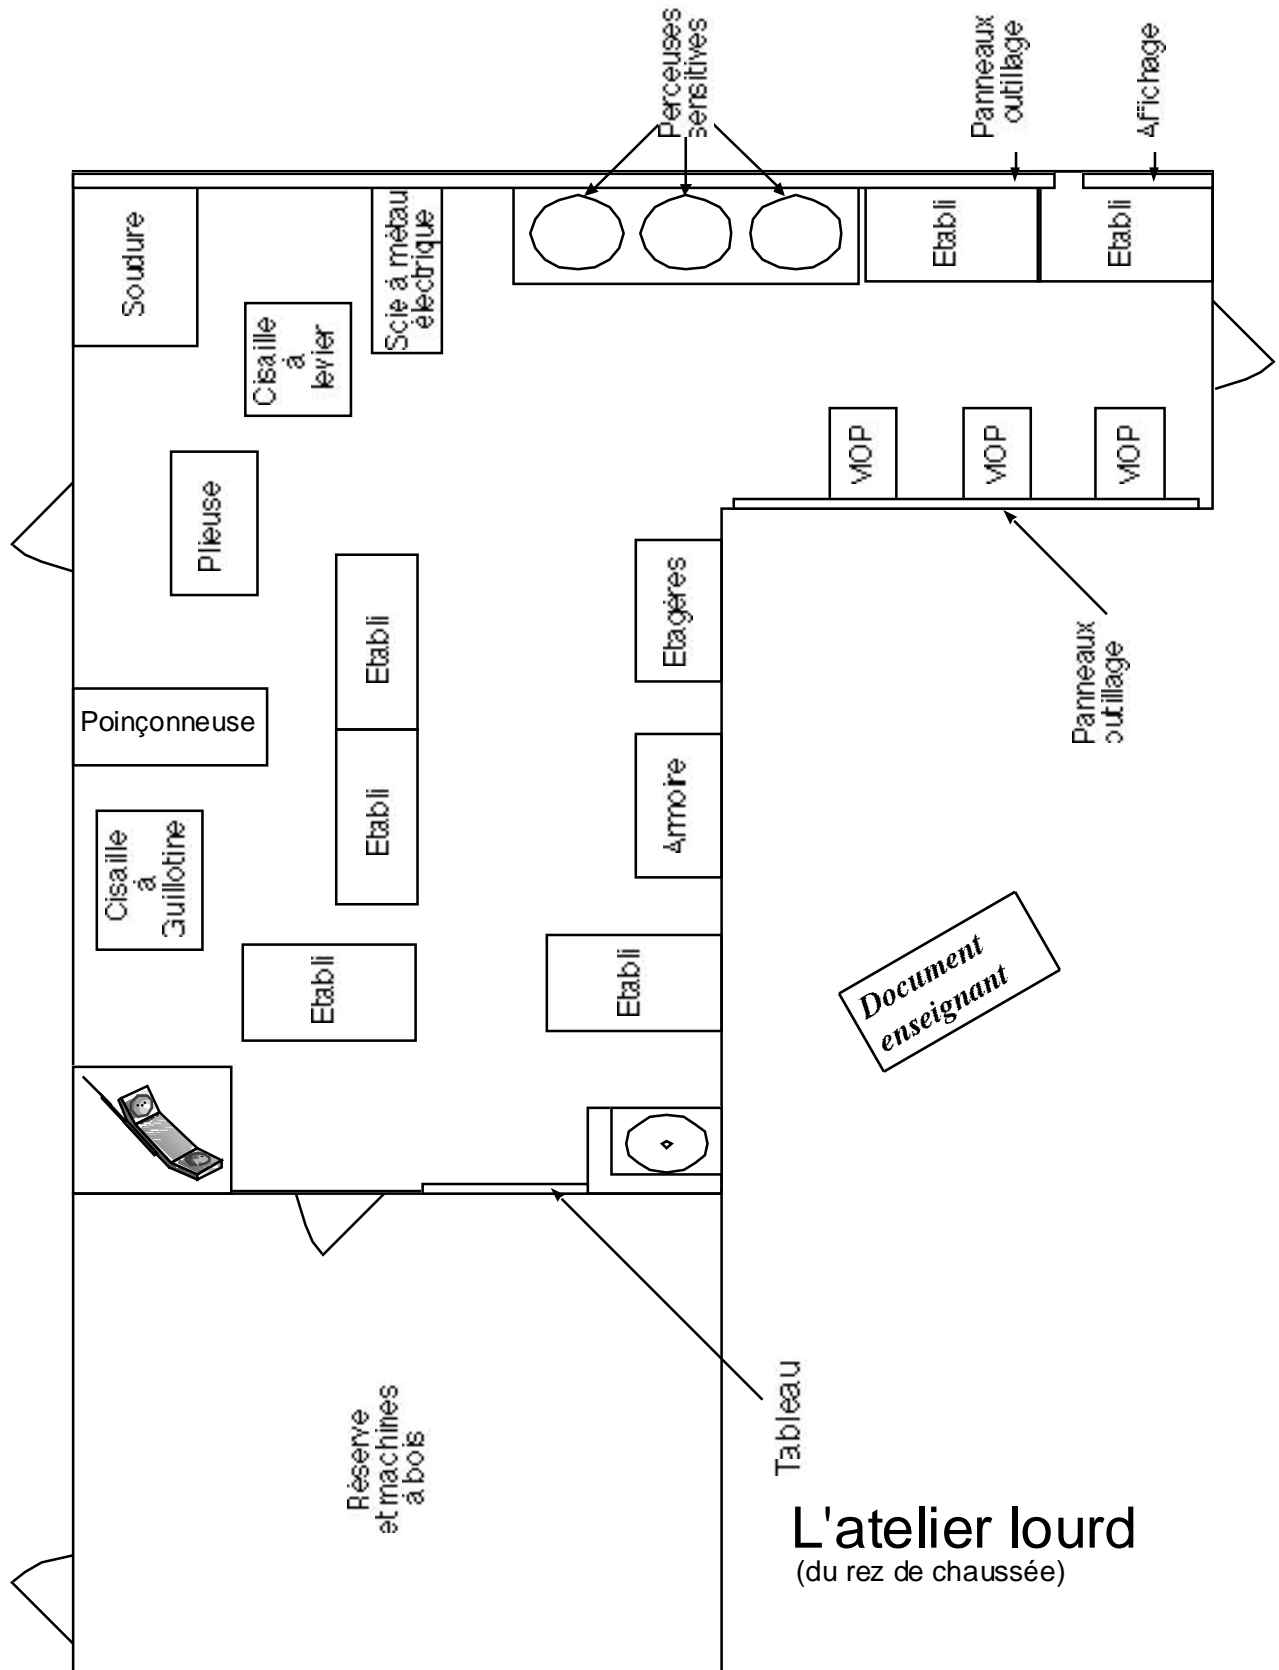 Perceuses
sensitives
Panneaux
outillage
Affichage
Soudure
Scie à métau
électrique
Etabli
Etabli
Cisaille
à
levier
MOP
MOP
MOP
Plieuse
Etabli
Etagères
Panneaux
outillage
Poinçonneuse
Etabli
Armoire
Cisaille
à
Guillotine
Etabli
Etabli
Document
enseignant
Réserve
et machines
à bois
Tableau
L'atelier lourd
(du rez de chaussée)